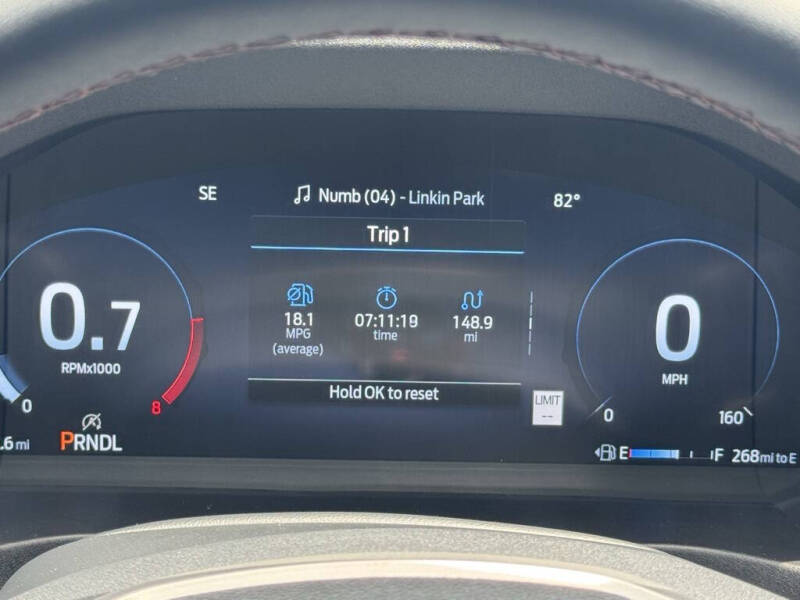 SE
Numb (04) - Linkin Park
82°
Trip 1
0.7
RPMx1000
0
8
18.1
MPG
(average)
07:11:19
time
148.9
mi
Hold OK to reset
LIMIT
--
0
MPH
0
160
.6 mi
PRNDL
E
F
268 mi to E